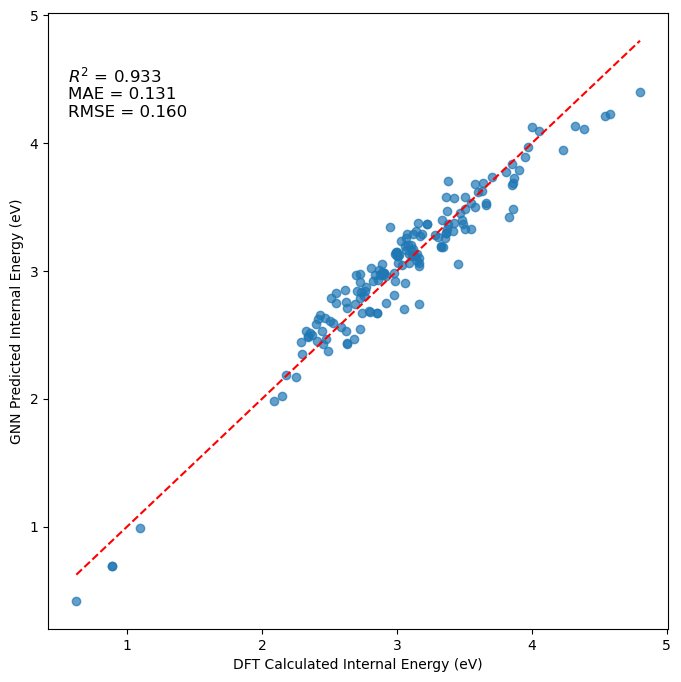 R² = 0.933
MAE = 0.131
RMSE = 0.160
GNN Predicted Internal Energy (eV)
5
4
3
2
1
1 2 3 4 5
DFT Calculated Internal Energy (eV)